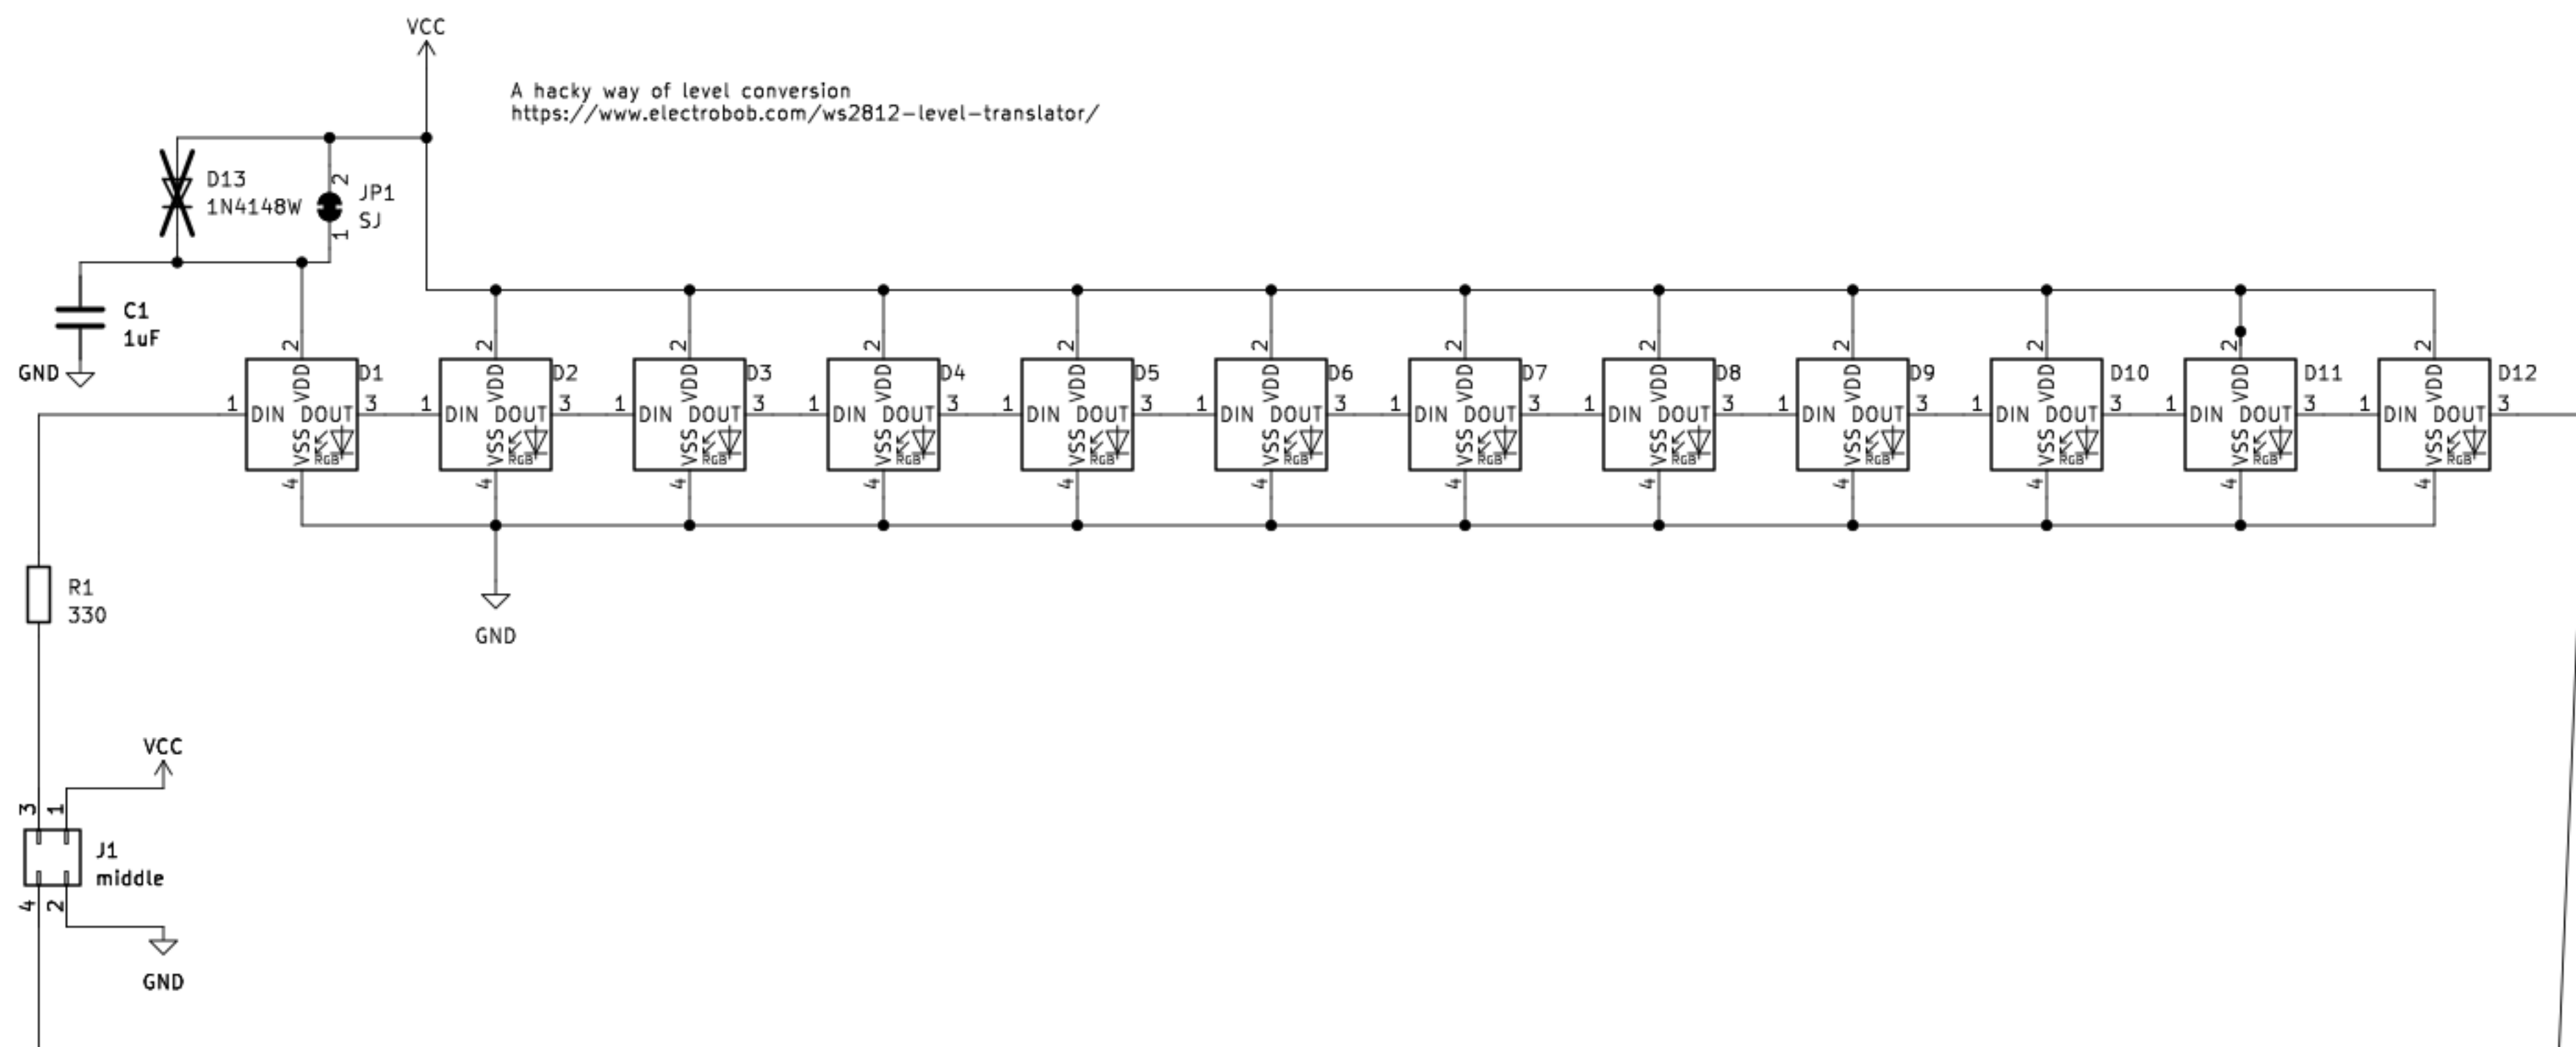 VCC
A hacky way of level conversion
https://www.electrobob.com/ws2812-level-translator/
D13
1N4148W
2
JP1
SJ
1
C1
1uF
GND
2 2 2 2 2 2 2 2 2 2 2 2
D1 D2 D3 D4 D5 D6 D7 D8 D9 D10 D11 D12
VDD VDD VDD VDD VDD VDD VDD VDD VDD VDD VDD VDD
1 3 1 3 1 3 1 3 1 3 1 3 1 3 1 3 1 3 1 3 1 3 1 3
DIN DOUT DIN DOUT DIN DOUT DIN DOUT DIN DOUT DIN DOUT DIN DOUT DIN DOUT DIN DOUT DIN DOUT DIN DOUT DIN DOUT
VSS VSS VSS VSS VSS VSS VSS VSS VSS VSS VSS VSS
RGB RGB RGB RGB RGB RGB RGB RGB RGB RGB RGB RGB
4 4 4 4 4 4 4 4 4 4 4 4
R1
330
GND
VCC
3 1
J1
middle
4 2
GND